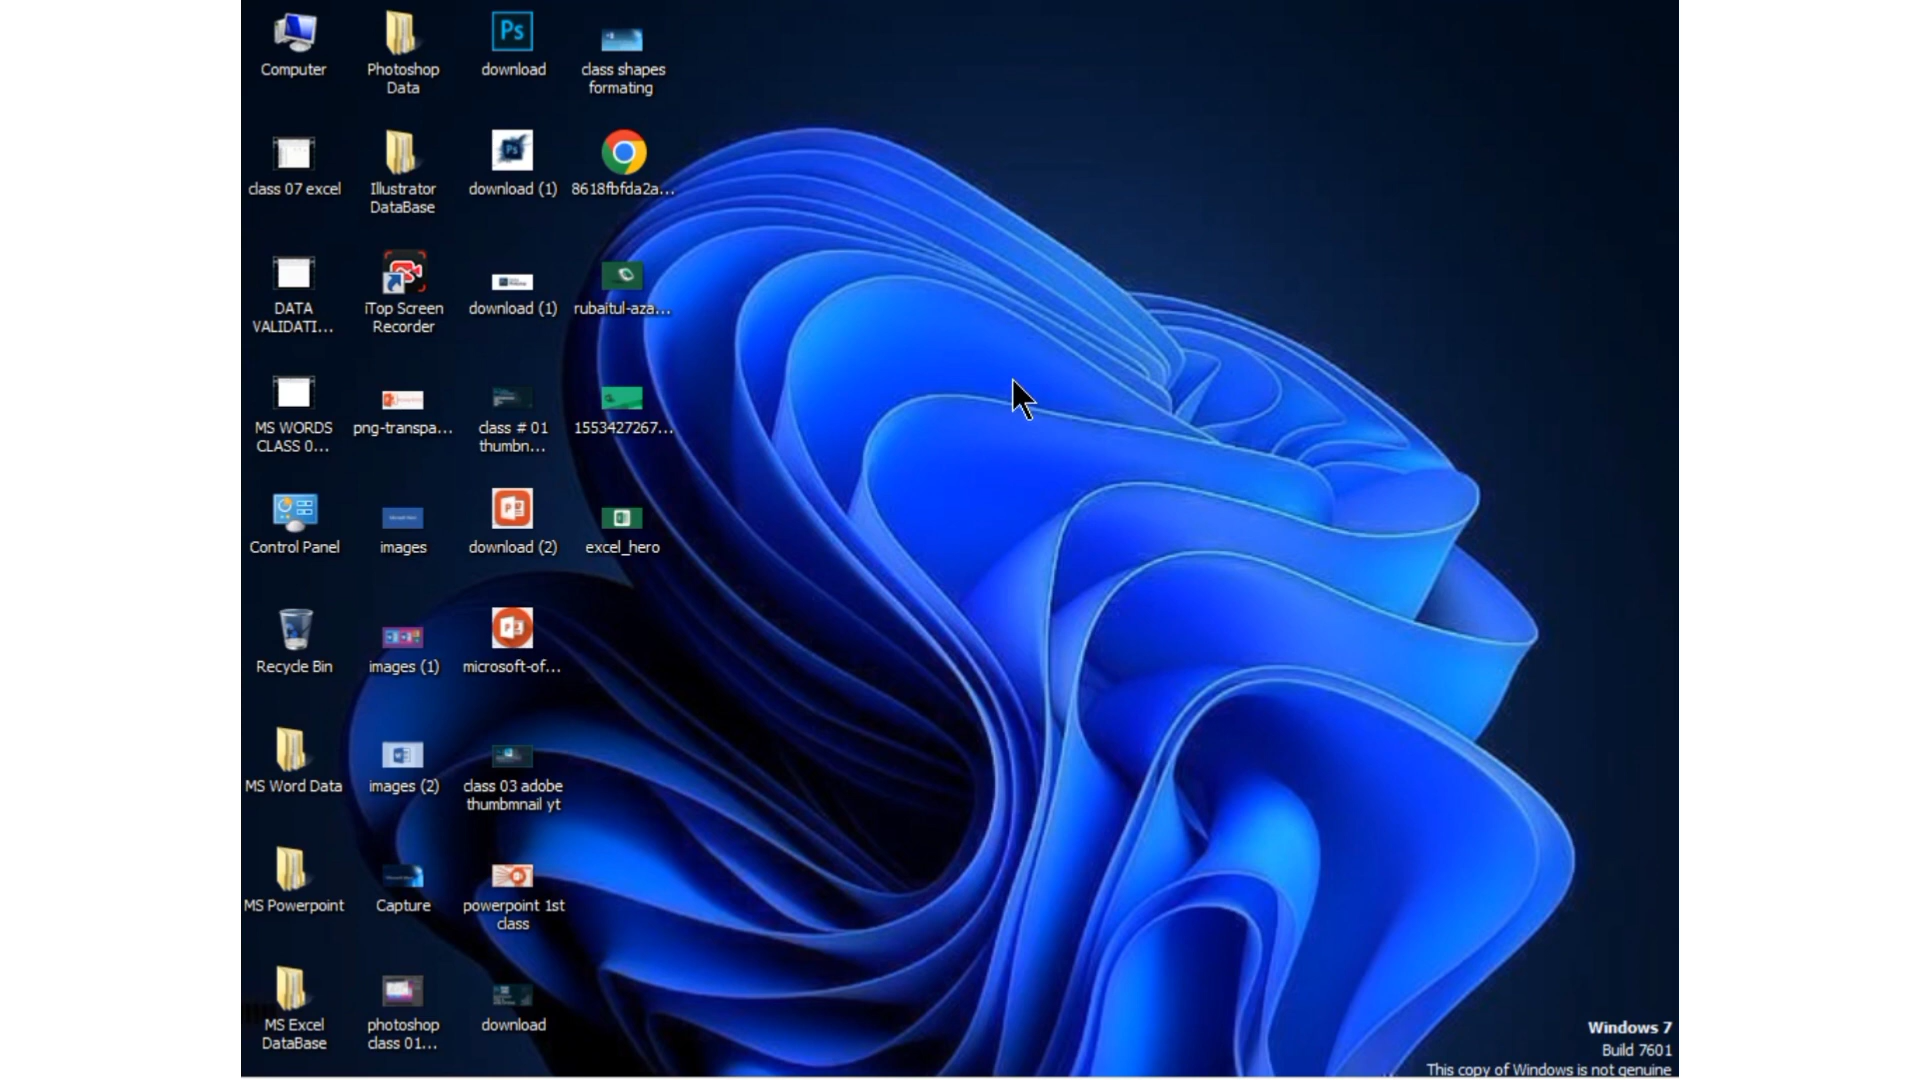 Computer
Photoshop
Data
Ps
download
class shapes
formating
class 07 excel
Illustrator
DataBase
Ps
download (1)
8618fbfda2a...
DATA
VALIDATI...
iTop Screen
Recorder
download (1)
rubaitul-aza...
MS WORDS
CLASS 0...
png-transpa...
class # 01
thumbn...
1553427267...
Control Panel
images
download (2)
excel_hero
Recycle Bin
images (1)
microsoft-of...
MS Word Data
images (2)
class 03 adobe
thumbmnail yt
MS Powerpoint
Capture
powerpoint 1st
class
MS Excel
DataBase
photoshop
class 01...
download
Windows 7
Build 7601
This copy of Windows is not genuine